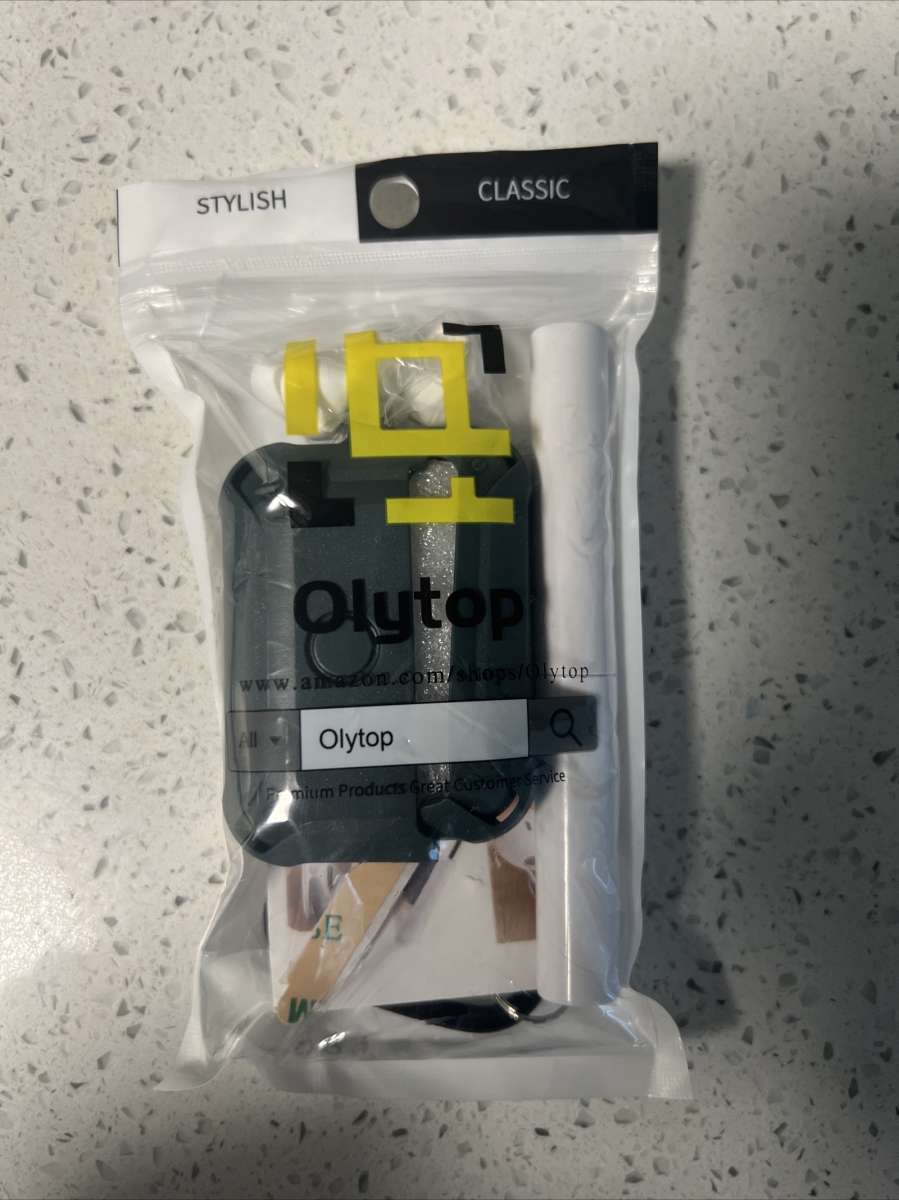 STYLISH
CLASSIC
Olytop
www.amazon.com/shops/Olytop
All
Olytop
Premium Products Great Customer Service